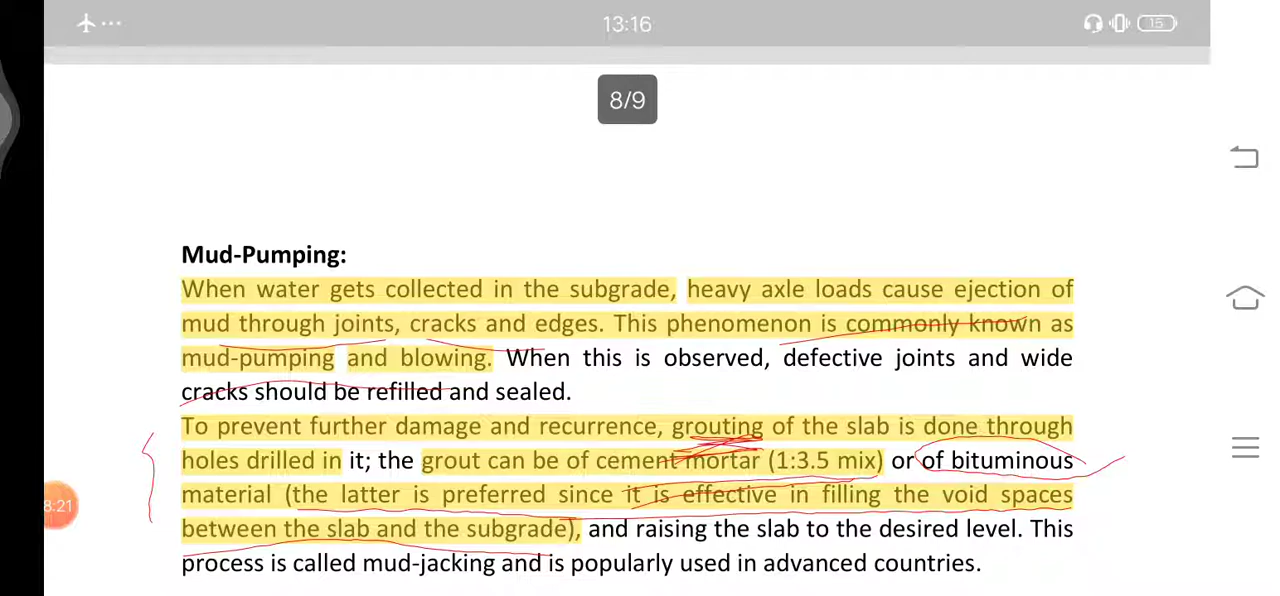 13:16
15
8/9
Mud-Pumping:
When water gets collected in the subgrade, heavy axle loads cause ejection of
mud through joints, cracks and edges. This phenomenon is commonly known as
mud-pumping and blowing. When this is observed, defective joints and wide
cracks should be refilled and sealed.
To prevent further damage and recurrence, grouting of the slab is done through
holes drilled in it; the grout can be of cement mortar (1:3.5 mix) or of bituminous
material (the latter is preferred since it is effective in filling the void spaces
8.21
between the slab and the subgrade), and raising the slab to the desired level. This
process is called mud-jacking and is popularly used in advanced countries.